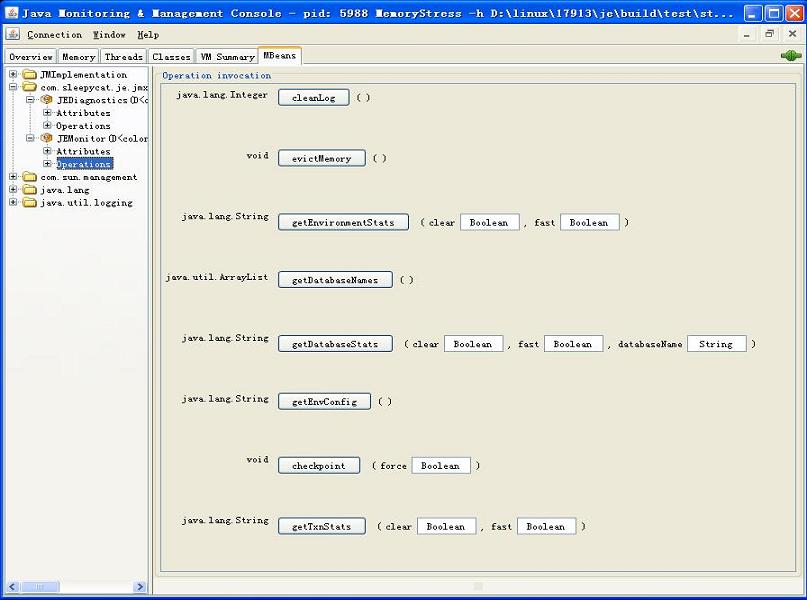 Java Monitoring & Management Console - pid: 5988 MemoryStress -h D:\linux\17913\je\build\test\st...
Connection Window Help
Overview Memory Threads Classes VM Summary MBeans
JMImplementation
com.sleepycat.je.jmx
JEDiagnostics(D<c
Attributes
Operations
JEMonitor(D<color
Attributes
Operations
com.sun.management
java.lang
java.util.logging
Operation invocation
java.lang.Integer cleanLog ( )
void evictMemory ( )
java.lang.String getEnvironmentStats ( clear Boolean , fast Boolean )
java.util.ArrayList getDatabaseNames ( )
java.lang.String getDatabaseStats ( clear Boolean , fast Boolean , databaseName String )
java.lang.String getEnvConfig ( )
void checkpoint ( force Boolean )
java.lang.String getTxnStats ( clear Boolean , fast Boolean )